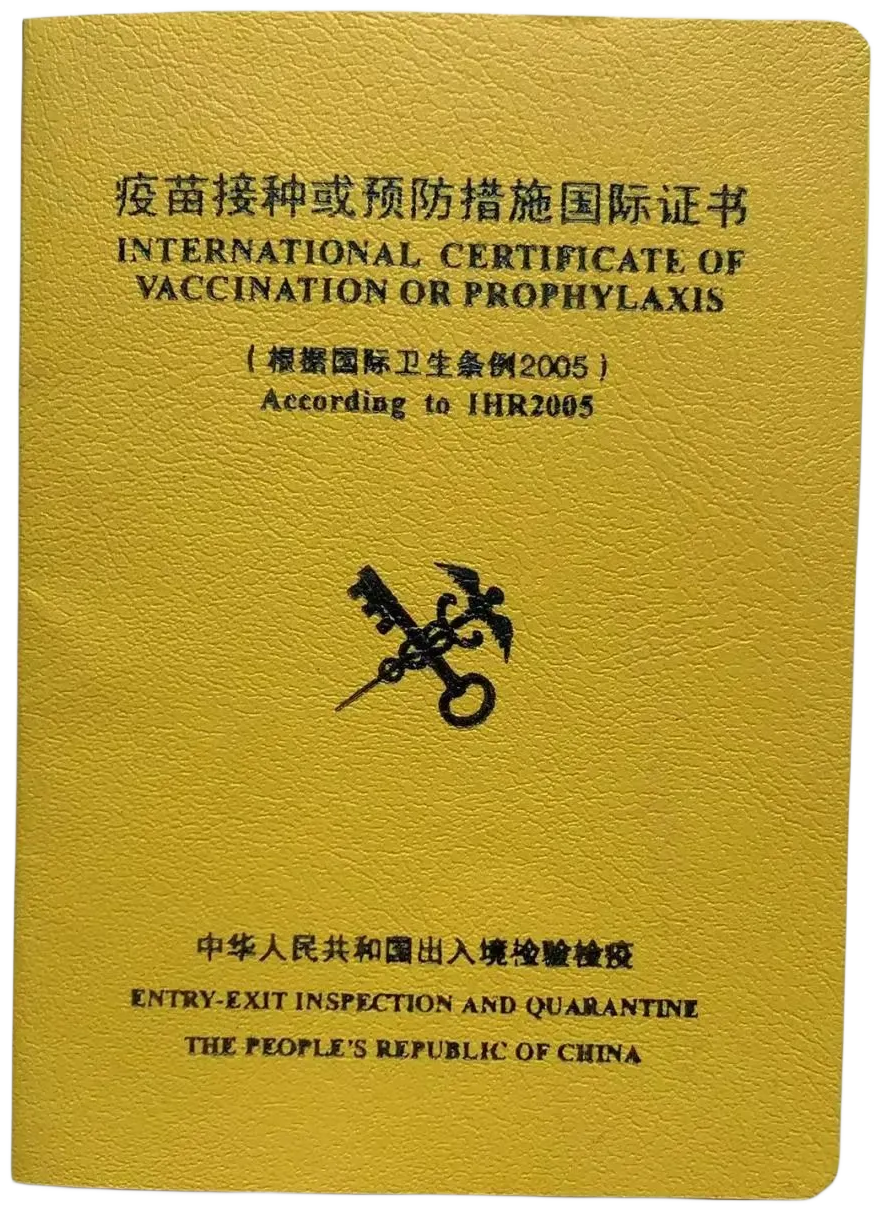 疫苗接种或预防措施国际证书
INTERNATIONAL CERTIFICATE OF
VACCINATION OR PROPHYLAXIS
(根据国际卫生条例2005)
According to IHR2005
中华人民共和国出入境检验检疫
ENTRY-EXIT INSPECTION AND QUARANTINE
THE PEOPLE'S REPUBLIC OF CHINA